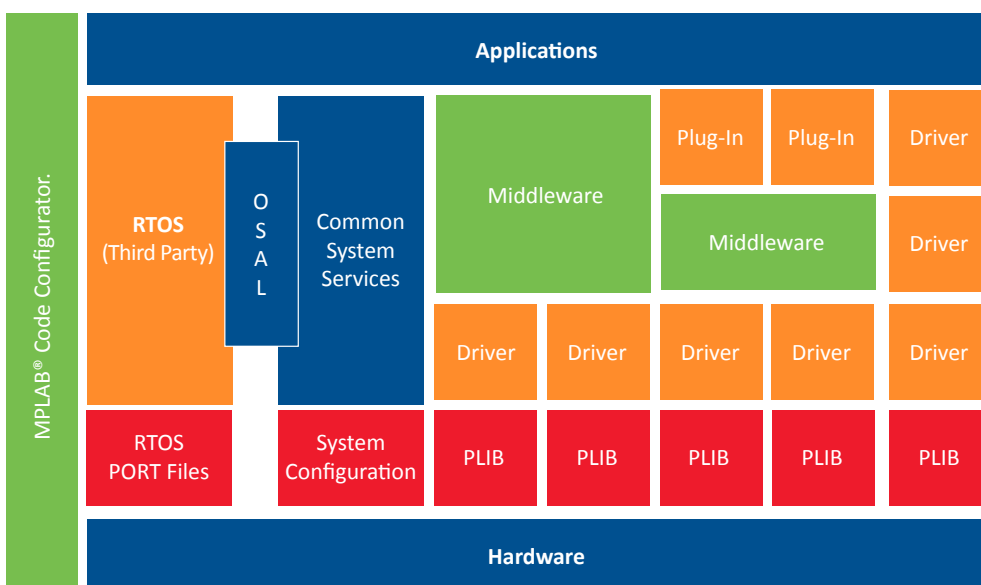 Applications
MPLAB® Code Configurator.
RTOS
(Third Party)
O
S
A
L
Common
System
Services
Middleware
Plug-In
Plug-In
Driver
Middleware
Driver
Driver
Driver
Driver
Driver
Driver
RTOS
PORT Files
System
Configuration
PLIB
PLIB
PLIB
PLIB
PLIB
Hardware